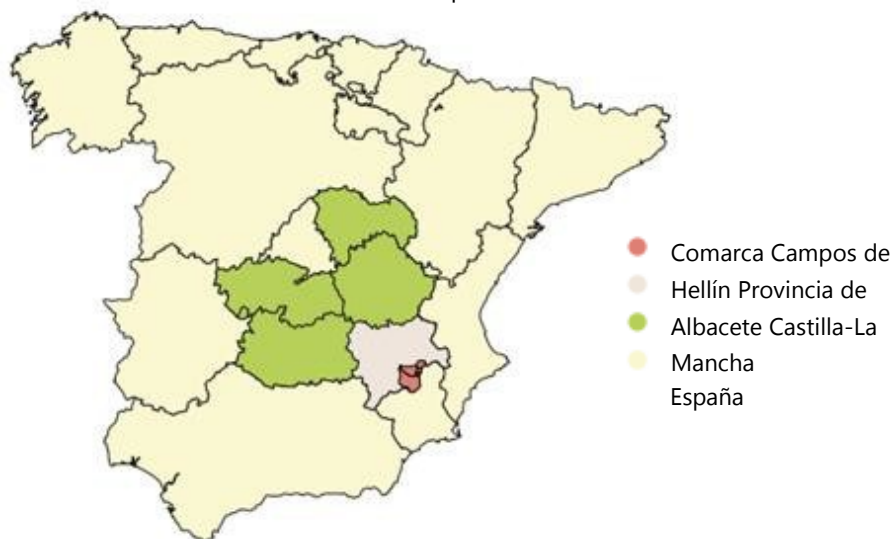 Comarca Campos de
Hellín Provincia de
Albacete Castilla-La
Mancha
España